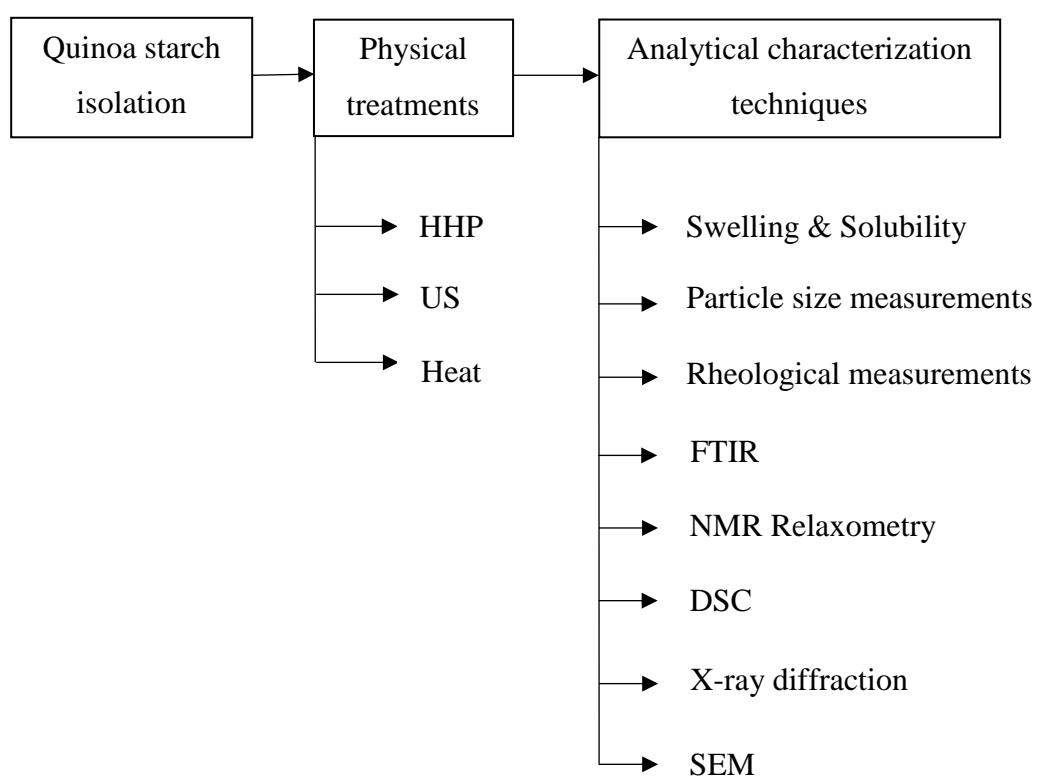 Quinoa starch
isolation
Physical
treatments
Analytical characterization
techniques
HHP
US
Heat
Swelling & Solubility
Particle size measurements
Rheological measurements
FTIR
NMR Relaxometry
DSC
X-ray diffraction
SEM